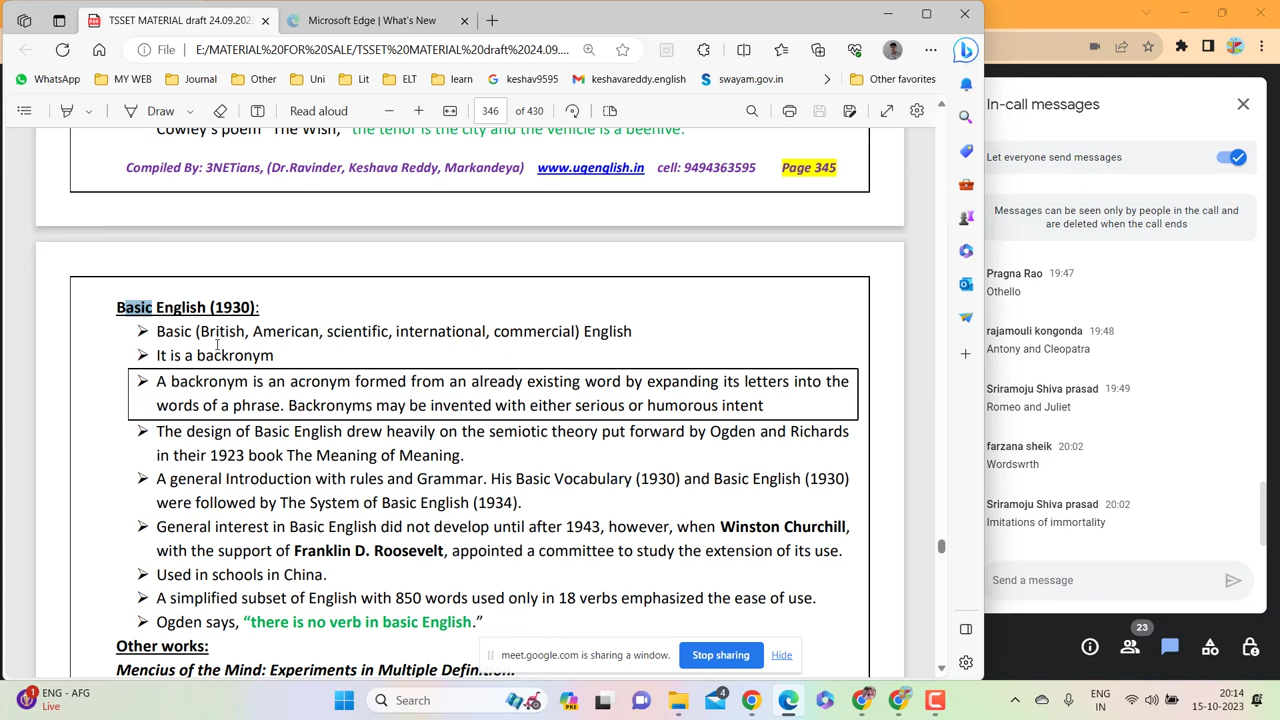 TSSET MATERIAL draft 24.09.202
Microsoft Edge | What's New
File
E:/MATERIAL%20FOR%20SALE/TSSET%20MATERIAL%20draft%2024.09....
WhatsApp
MY WEB
Journal
Other
Uni
Lit
ELT
learn
keshav9595
keshavareddy.english
swayam.gov.in
Other favorites
Draw
Read aloud
346
of 430
Cowley's poem "The Wish," the tenor is the city and the vehicle is a beehive.
Compiled By: 3NETians, (Dr.Ravinder, Keshava Reddy, Markandeya) www.ugenglish.in cell: 9494363595 Page 345
Basic English (1930):
➢ Basic (British, American, scientific, international, commercial) English
➢ It is a backronym
➢ A backronym is an acronym formed from an already existing word by expanding its letters into the
words of a phrase. Backronyms may be invented with either serious or humorous intent
➢ The design of Basic English drew heavily on the semiotic theory put forward by Ogden and Richards
in their 1923 book The Meaning of Meaning.
➢ A general Introduction with rules and Grammar. His Basic Vocabulary (1930) and Basic English (1930)
were followed by The System of Basic English (1934).
➢ General interest in Basic English did not develop until after 1943, however, when Winston Churchill,
with the support of Franklin D. Roosevelt, appointed a committee to study the extension of its use.
➢ Used in schools in China.
➢ A simplified subset of English with 850 words used only in 18 verbs emphasized the ease of use.
➢ Ogden says, "there is no verb in basic English."
Other works:
Mencius of the Mind: Experiments in Multiple Definition.
meet.google.com is sharing a window.
Stop sharing
Hide
In-call messages
Let everyone send messages
Messages can be seen only by people in the call and
are deleted when the call ends
Pragna Rao 19:47
Othello
rajamouli kongonda 19:48
Antony and Cleopatra
Sriramoju Shiva prasad 19:49
Romeo and Juliet
farzana sheik 20:02
Wordswrth
Sriramoju Shiva prasad 20:02
Imitations of immortality
Send a message
23
1
ENG - AFG
Live
Search
PRE
4
ENG
IN
20:14
15-10-2023